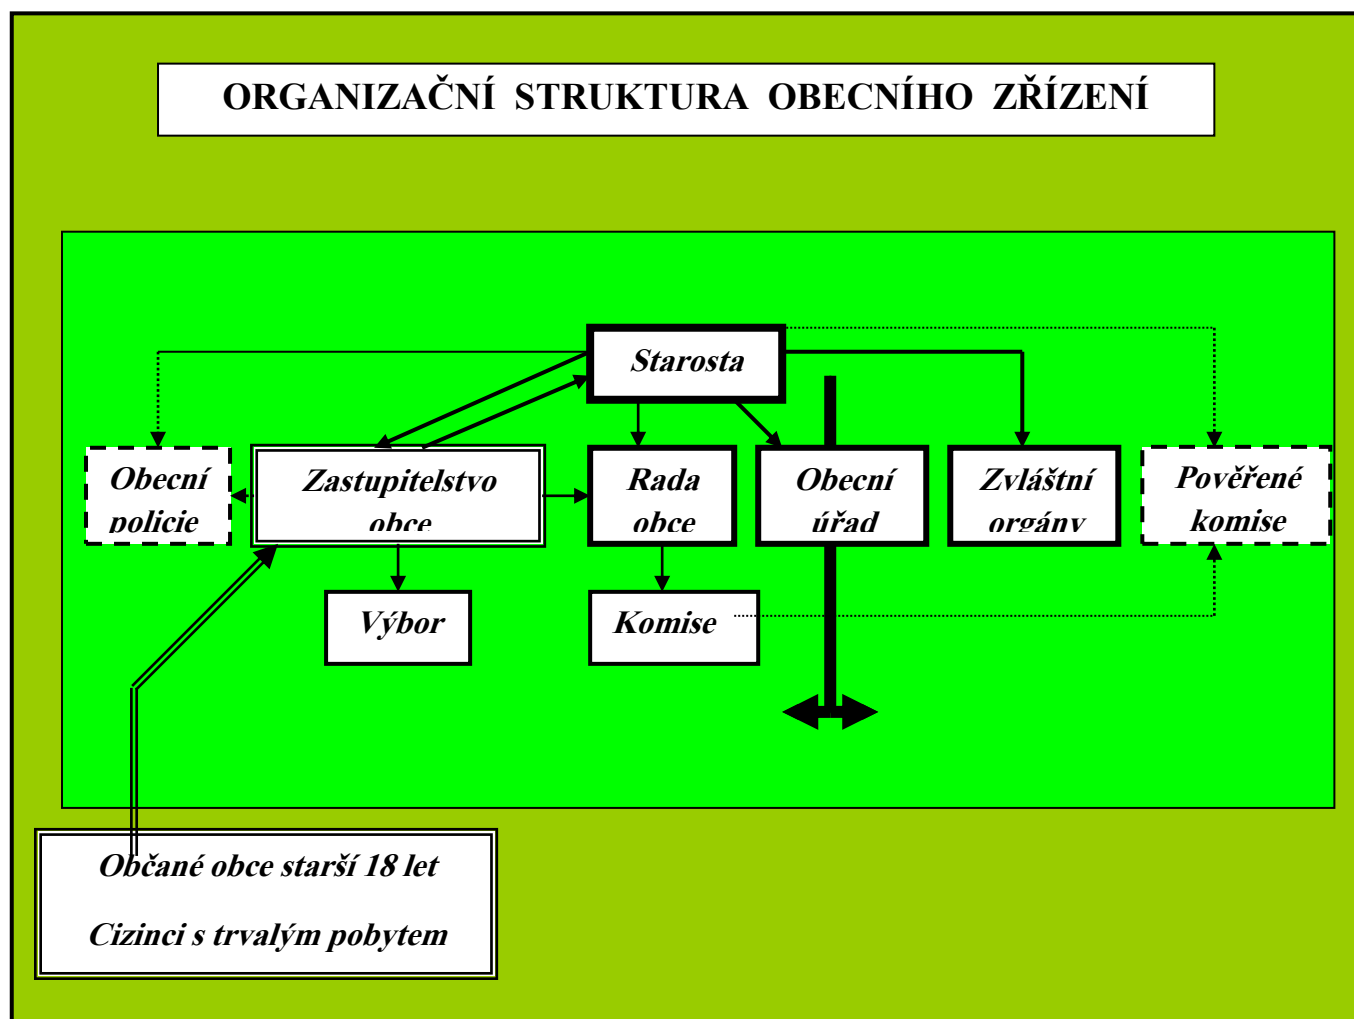 ORGANIZAČNÍ STRUKTURA OBECNÍHO ZŘÍZENÍ
Starosta
Obecní
policie
Zastupitelstvo
obce
Rada
obce
Obecní
úřad
Zvláštní
orgány
Pověřené
komise
Výbor
Komise
Občané obce starší 18 let
Cizinci s trvalým pobytem